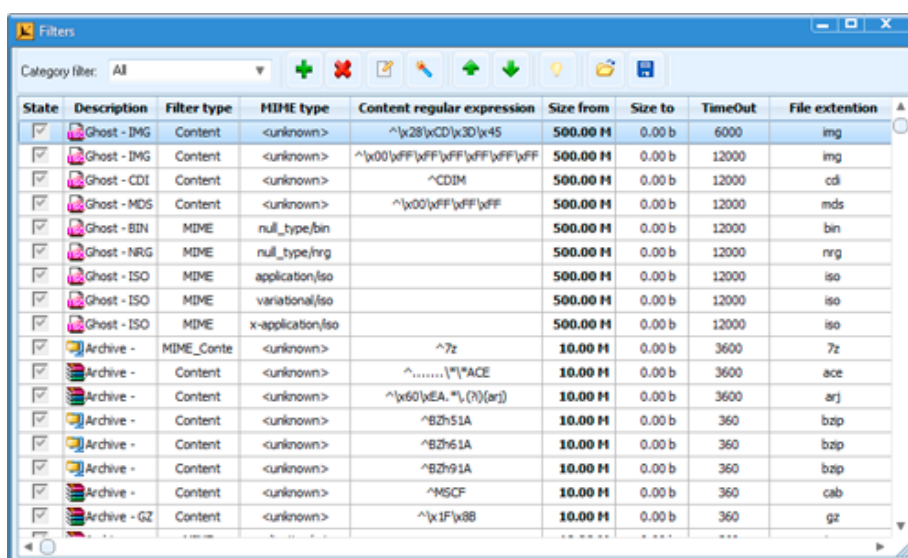 Filters
Category filter: All
State Description Filter type MIME type Content regular expression Size from Size to TimeOut File extention
Ghost - IMG Content <unknown> ^\x28\xCD\x3D\x45 500.00 M 0.00 b 6000 img
Ghost - IMG Content <unknown> ^\x00\xFF\xFF\xFF\xFF\xFF\xFF 500.00 M 0.00 b 12000 img
Ghost - CDI Content <unknown> ^CDIM 500.00 M 0.00 b 12000 cdi
Ghost - MDS Content <unknown> ^\x00\xFF\xFF\xFF 500.00 M 0.00 b 12000 mds
Ghost - BIN MIME null_type/bin 500.00 M 0.00 b 12000 bin
Ghost - NRG MIME null_type/nrg 500.00 M 0.00 b 12000 nrg
Ghost - ISO MIME application/iso 500.00 M 0.00 b 12000 iso
Ghost - ISO MIME variational/iso 500.00 M 0.00 b 12000 iso
Ghost - ISO MIME x-application/iso 500.00 M 0.00 b 12000 iso
Archive - MIME_Conte <unknown> ^7z 10.00 M 0.00 b 3600 7z
Archive - Content <unknown> ^.......\*\*ACE 10.00 M 0.00 b 3600 ace
Archive - Content <unknown> ^\x60\xEA.*\.(?i)(arj) 10.00 M 0.00 b 3600 arj
Archive - Content <unknown> ^BZh51A 10.00 M 0.00 b 360 bzip
Archive - Content <unknown> ^BZh61A 10.00 M 0.00 b 360 bzip
Archive - Content <unknown> ^BZh91A 10.00 M 0.00 b 360 bzip
Archive - Content <unknown> ^MSCF 10.00 M 0.00 b 360 cab
Archive - GZ Content <unknown> ^\x1F\x8B 10.00 M 0.00 b 360 gz